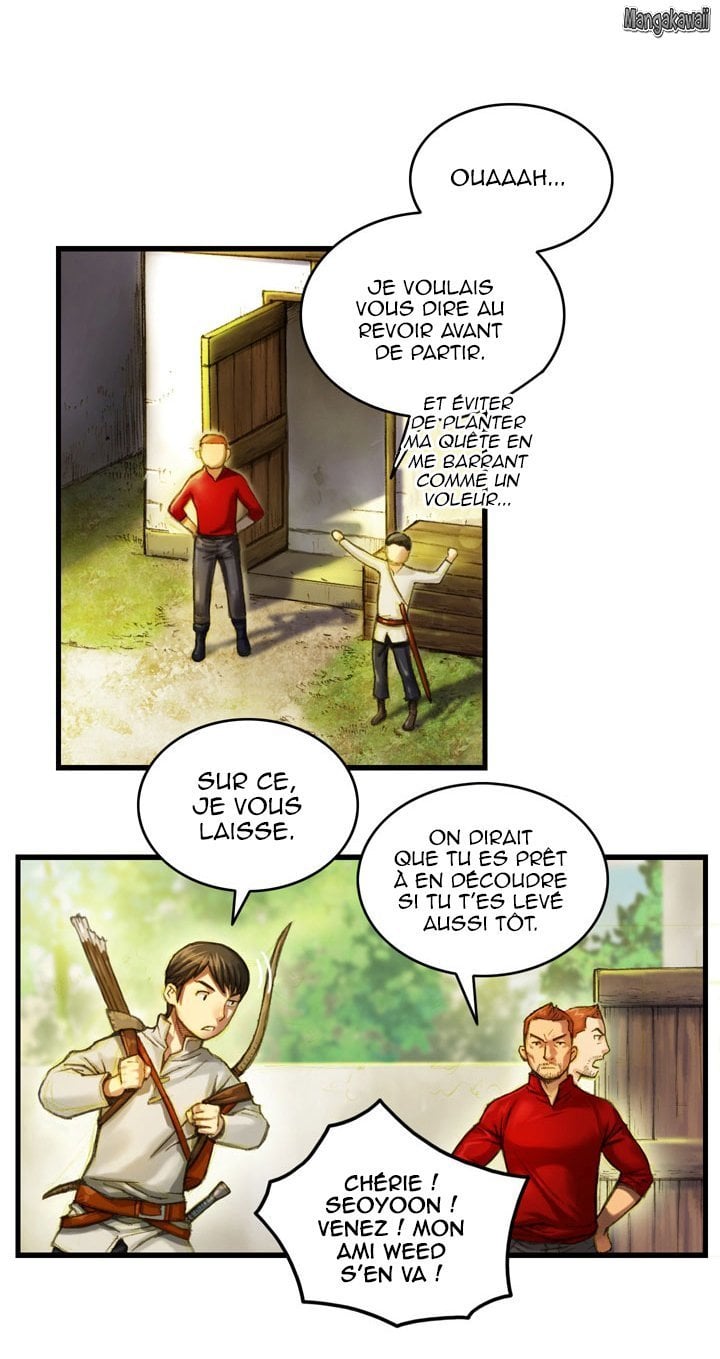 Mangakawaii
OUAAAH...
JE VOULAIS
VOUS DIRE AU
REVOIR AVANT
DE PARTIR.
ET ÉVITER
DE PLANTER
MA QUÊTE EN
ME BARRANT
COMME UN
VOLEUR...
SUR CE,
JE VOUS
LAISSE.
ON DIRAIT
QUE TU ES PRÊT
À EN DÉCOUDRE
SI TU T'ES LEVÉ
AUSSI TÔT.
CHÉRIE !
SEOYOON !
VENEZ ! MON
AMI WEED
S'EN VA !